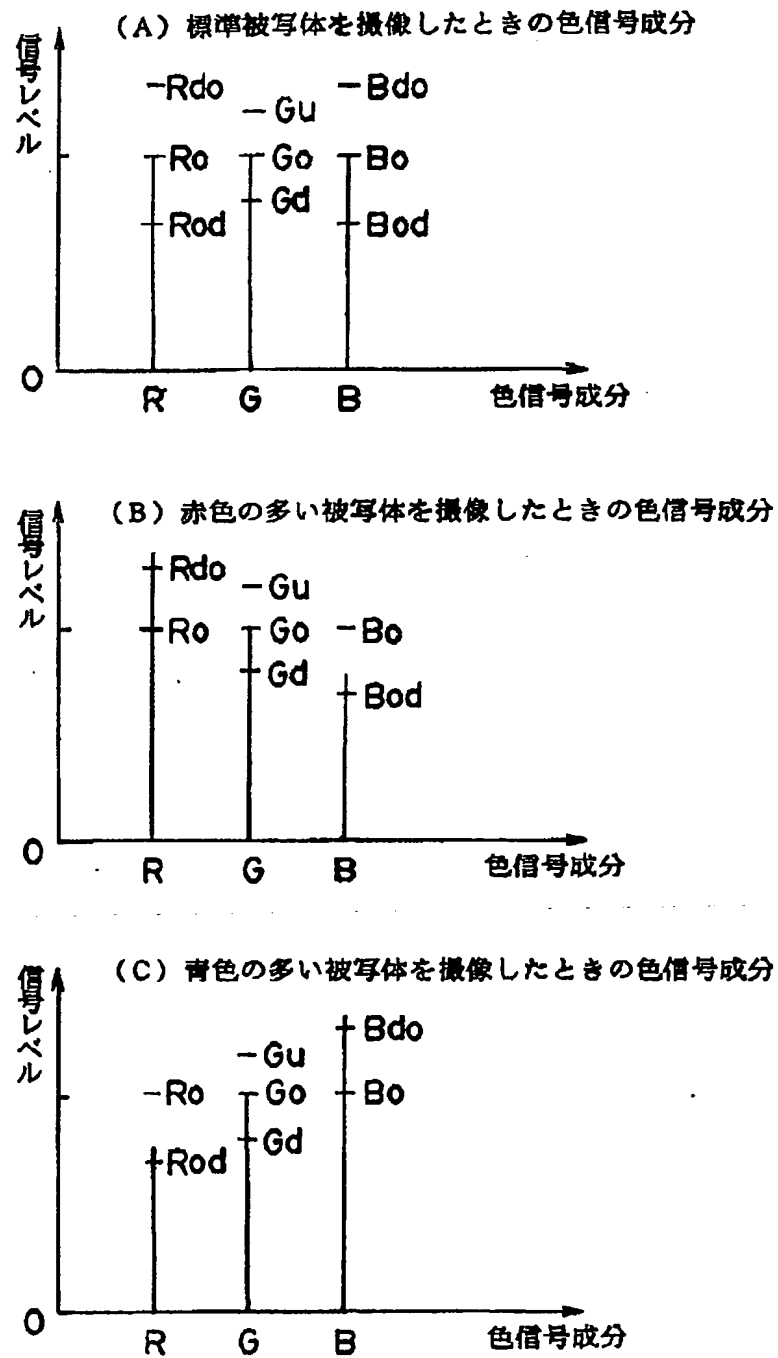 (A) 標準被写体を撮像したときの色信号成分
信号レベル
Rdo
Bdo
Gu
Ro
Go
Bo
Rod
Gd
Bod
O
R
G
B
色信号成分
(B) 赤色の多い被写体を撮像したときの色信号成分
信号レベル
Rdo
Gu
Ro
Go
Bo
Gd
Bod
O
R
G
B
色信号成分
(C) 青色の多い被写体を撮像したときの色信号成分
信号レベル
Bdo
Gu
Ro
Go
Bo
Gd
Rod
O
R
G
B
色信号成分